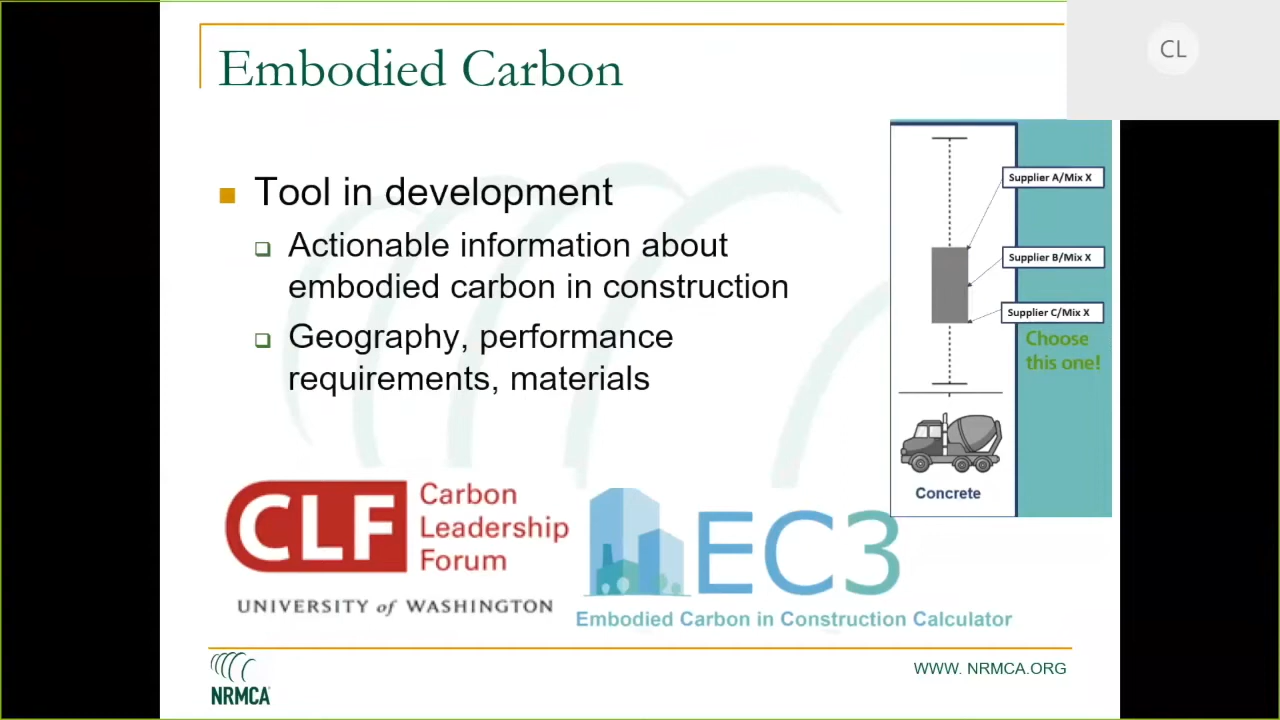 Embodied Carbon
CL
Tool in development
Actionable information about
embodied carbon in construction
Geography, performance
requirements, materials
Supplier A/Mix X
Supplier B/Mix X
Supplier C/Mix X
Choose
this one!
Concrete
CLF
Carbon
Leadership
Forum
UNIVERSITY of WASHINGTON
EC3
Embodied Carbon in Construction Calculator
NRMCA
WWW. NRMCA.ORG